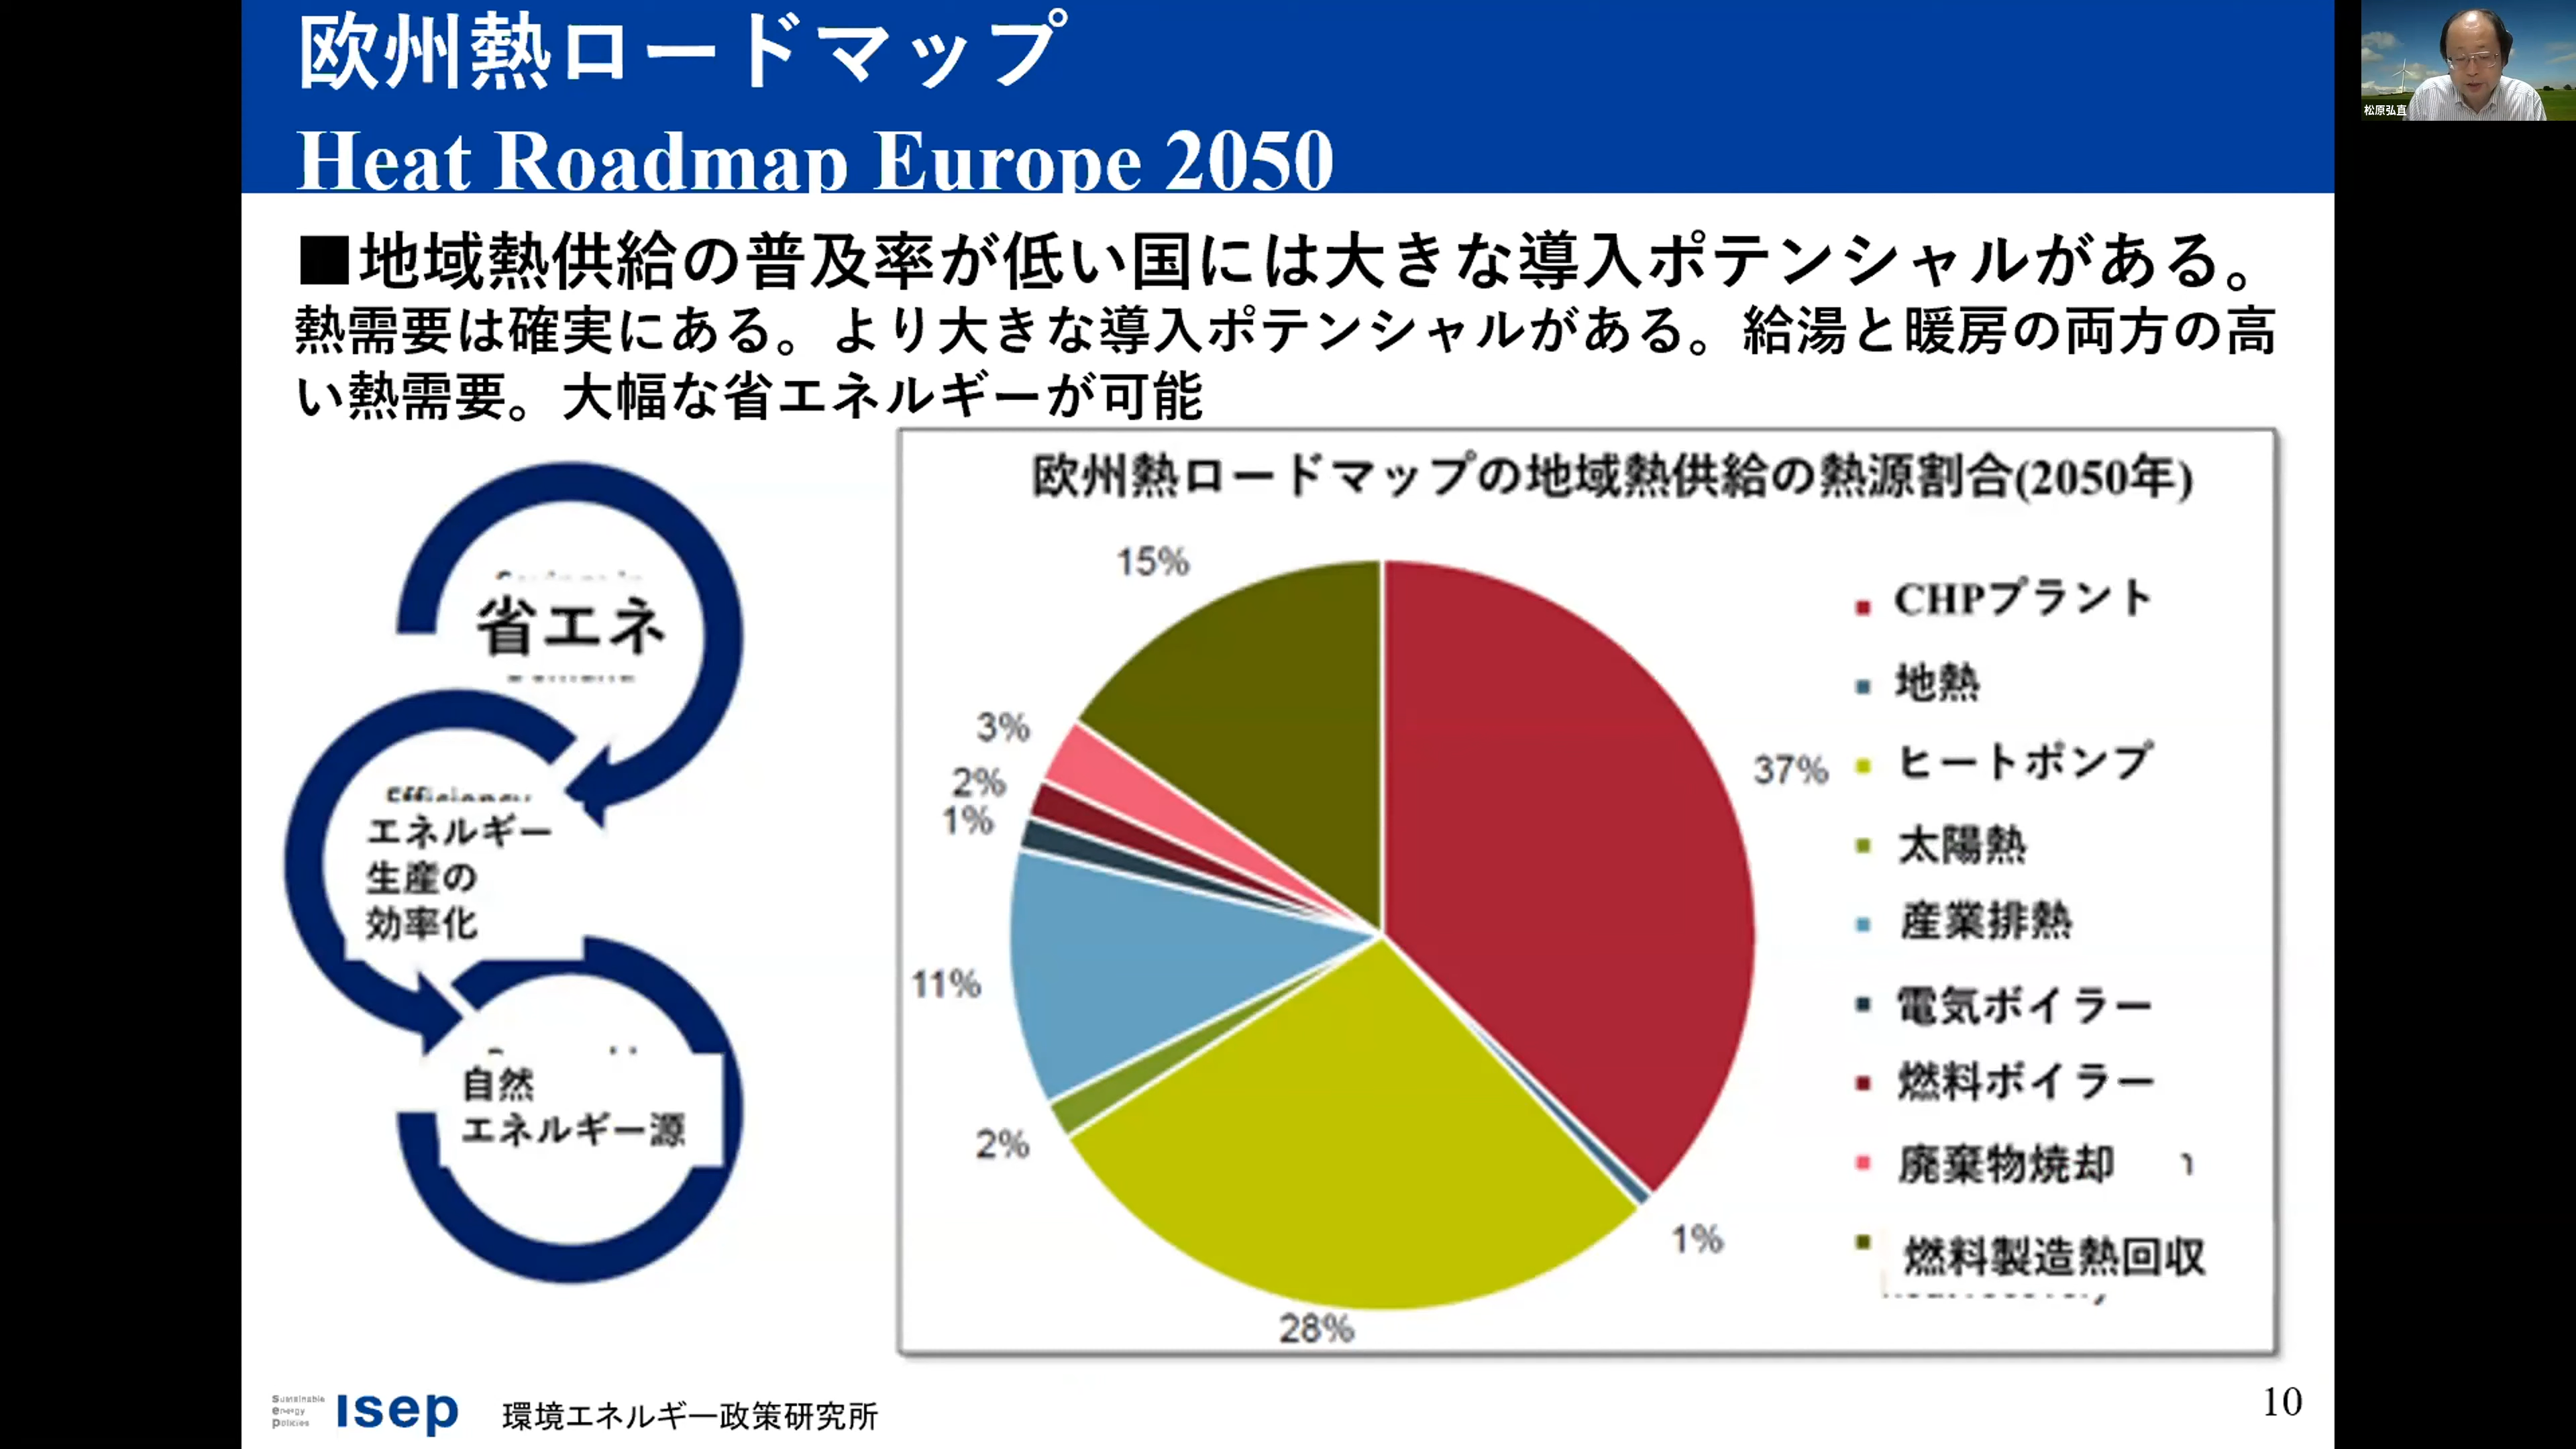 欧州熱ロードマップ
Heat Roadmap Europe 2050
松原弘直
■地域熱供給の普及率が低い国には大きな導入ポテンシャルがある。
熱需要は確実にある。より大きな導入ポテンシャルがある。給湯と暖房の両方の高
い熱需要。大幅な省エネルギーが可能
省エネ
エネルギー
生産の
効率化
自然
エネルギー源
欧州熱ロードマップの地域熱供給の熱源割合(2050年)
15%
3%
2%
1%
11%
2%
28%
1%
37%
CHPプラント
地熱
ヒートポンプ
太陽熱
産業排熱
電気ボイラー
燃料ボイラー
廃棄物焼却
燃料製造熱回収
Sustainable
Energy
Policies
isep
環境エネルギー政策研究所
10